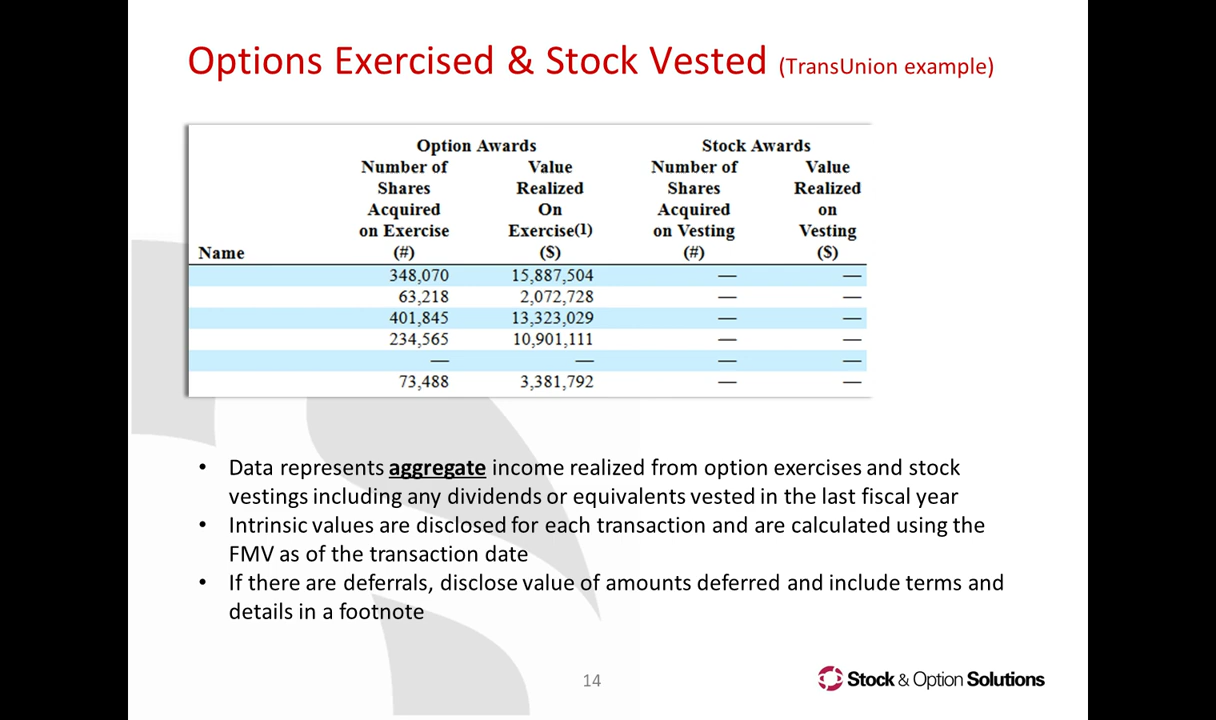 Options Exercised & Stock Vested (TransUnion example)
Option Awards Stock Awards
Number of Value Number of Value
Shares Realized Shares Realized
Acquired On Acquired on
on Exercise Exercise(1) on Vesting Vesting
Name (#) ($) (#) ($)
348,070 15,887,504 — —
63,218 2,072,728 — —
401,845 13,323,029 — —
234,565 10,901,111 — —
— — — —
73,488 3,381,792 — —
• Data represents aggregate income realized from option exercises and stock
vestings including any dividends or equivalents vested in the last fiscal year
• Intrinsic values are disclosed for each transaction and are calculated using the
FMV as of the transaction date
• If there are deferrals, disclose value of amounts deferred and include terms and
details in a footnote
14
Stock & Option Solutions